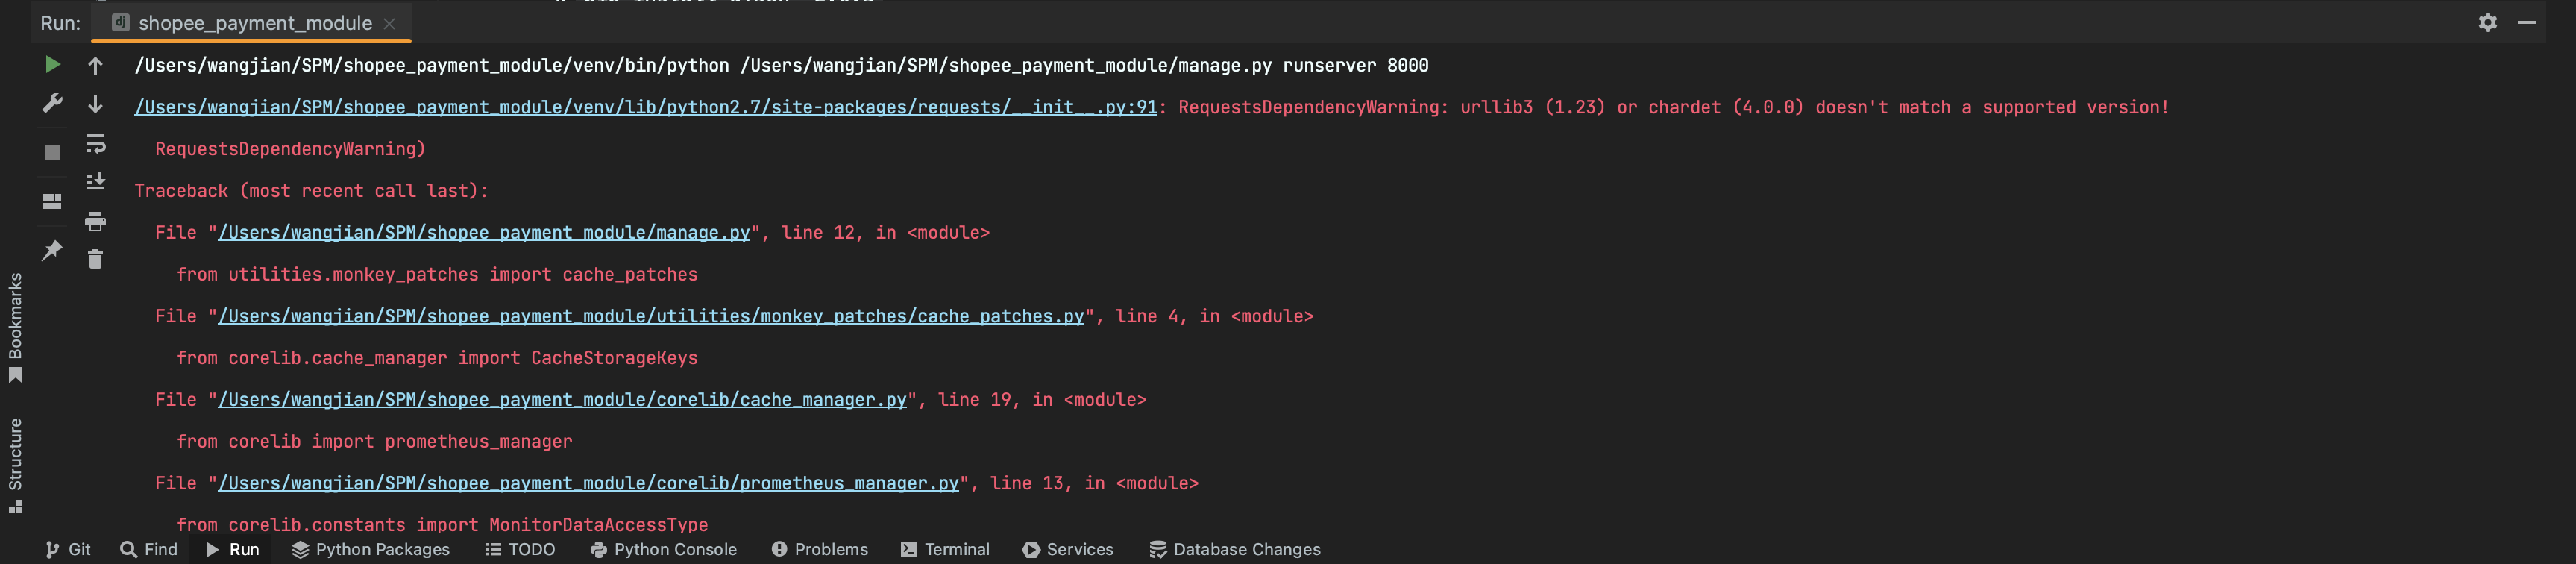 Run: shopee_payment_module
/Users/wangjian/SPM/shopee_payment_module/venv/bin/python /Users/wangjian/SPM/shopee_payment_module/manage.py runserver 8000
/Users/wangjian/SPM/shopee_payment_module/venv/lib/python2.7/site-packages/requests/__init__.py:91: RequestsDependencyWarning: urllib3 (1.23) or chardet (4.0.0) doesn't match a supported version!
RequestsDependencyWarning)
Traceback (most recent call last):
File "/Users/wangjian/SPM/shopee_payment_module/manage.py", line 12, in <module>
from utilities.monkey_patches import cache_patches
File "/Users/wangjian/SPM/shopee_payment_module/utilities/monkey_patches/cache_patches.py", line 4, in <module>
from corelib.cache_manager import CacheStorageKeys
File "/Users/wangjian/SPM/shopee_payment_module/corelib/cache_manager.py", line 19, in <module>
from corelib import prometheus_manager
File "/Users/wangjian/SPM/shopee_payment_module/corelib/prometheus_manager.py", line 13, in <module>
from corelib.constants import MonitorDataAccessType
Bookmarks
Structure
Git Find Run Python Packages TODO Python Console Problems Terminal Services Database Changes